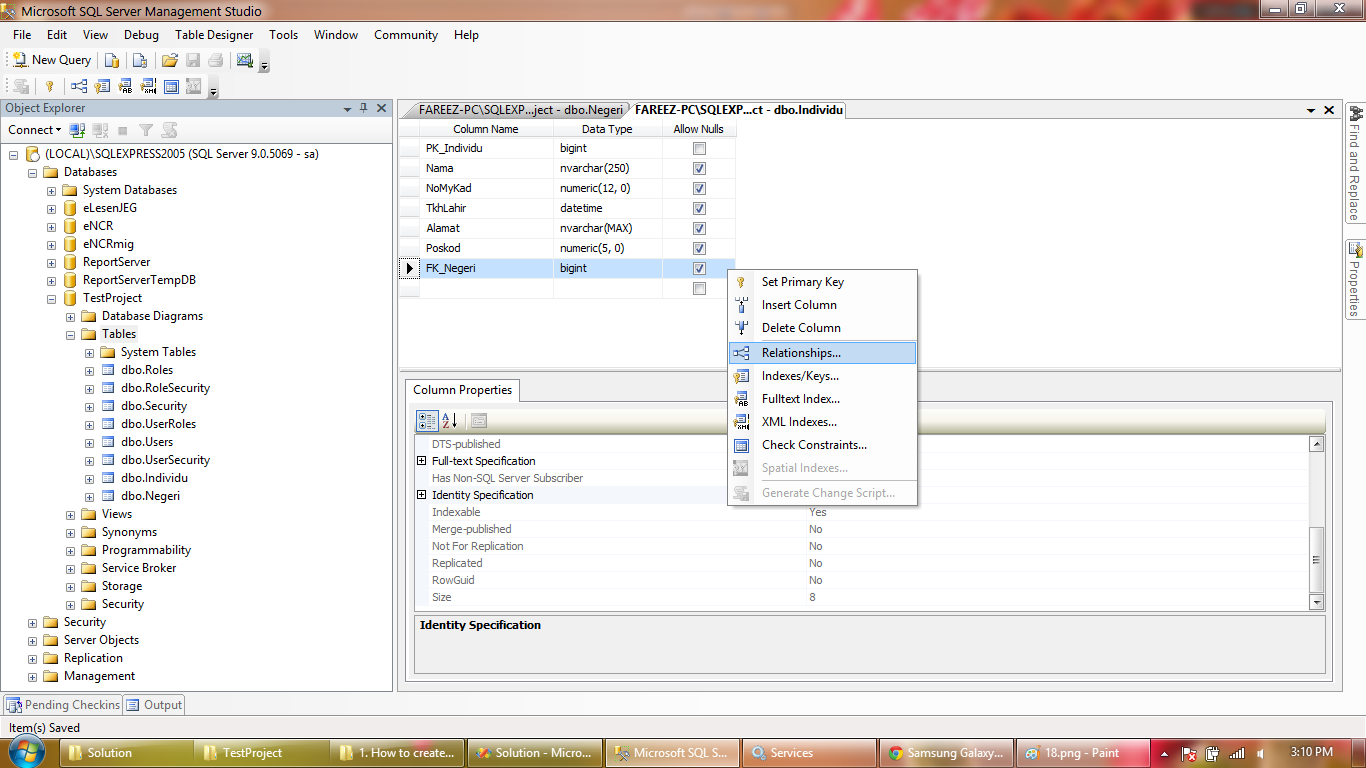 Microsoft SQL Server Management Studio
File Edit View Debug Table Designer Tools Window Community Help
New Query
Object Explorer
Connect
(LOCAL)\SQLEXPRESS2005 (SQL Server 9.0.5069 - sa)
Databases
System Databases
eLesenJEG
eNCR
eNCRmig
ReportServer
ReportServerTempDB
TestProject
Database Diagrams
Tables
System Tables
dbo.Roles
dbo.RoleSecurity
dbo.Security
dbo.UserRoles
dbo.Users
dbo.UserSecurity
dbo.Individu
dbo.Negeri
Views
Synonyms
Programmability
Service Broker
Storage
Security
Security
Server Objects
Replication
Management
FAREEZ-PC\SQLEXP...ject - dbo.Negeri
FAREEZ-PC\SQLEXP...ct - dbo.Individu
Column Name Data Type Allow Nulls
PK_Individu bigint
Nama nvarchar(250)
NoMyKad numeric(12, 0)
TkhLahir datetime
Alamat nvarchar(MAX)
Poskod numeric(5, 0)
FK_Negeri bigint
Set Primary Key
Insert Column
Delete Column
Relationships...
Indexes/Keys...
Fulltext Index...
XML Indexes...
Check Constraints...
Spatial Indexes...
Generate Change Script...
Column Properties
DTS-published
Full-text Specification
Has Non-SQL Server Subscriber
Identity Specification
Indexable Yes
Merge-published No
Not For Replication No
Replicated No
RowGuid No
Size 8
Identity Specification
Find and Replace
Properties
Pending Checkins
Output
Item(s) Saved
Solution
TestProject
1. How to create...
Solution - Micro...
Microsoft SQL S...
Services
Samsung Galaxy...
18.png - Paint
3:10 PM